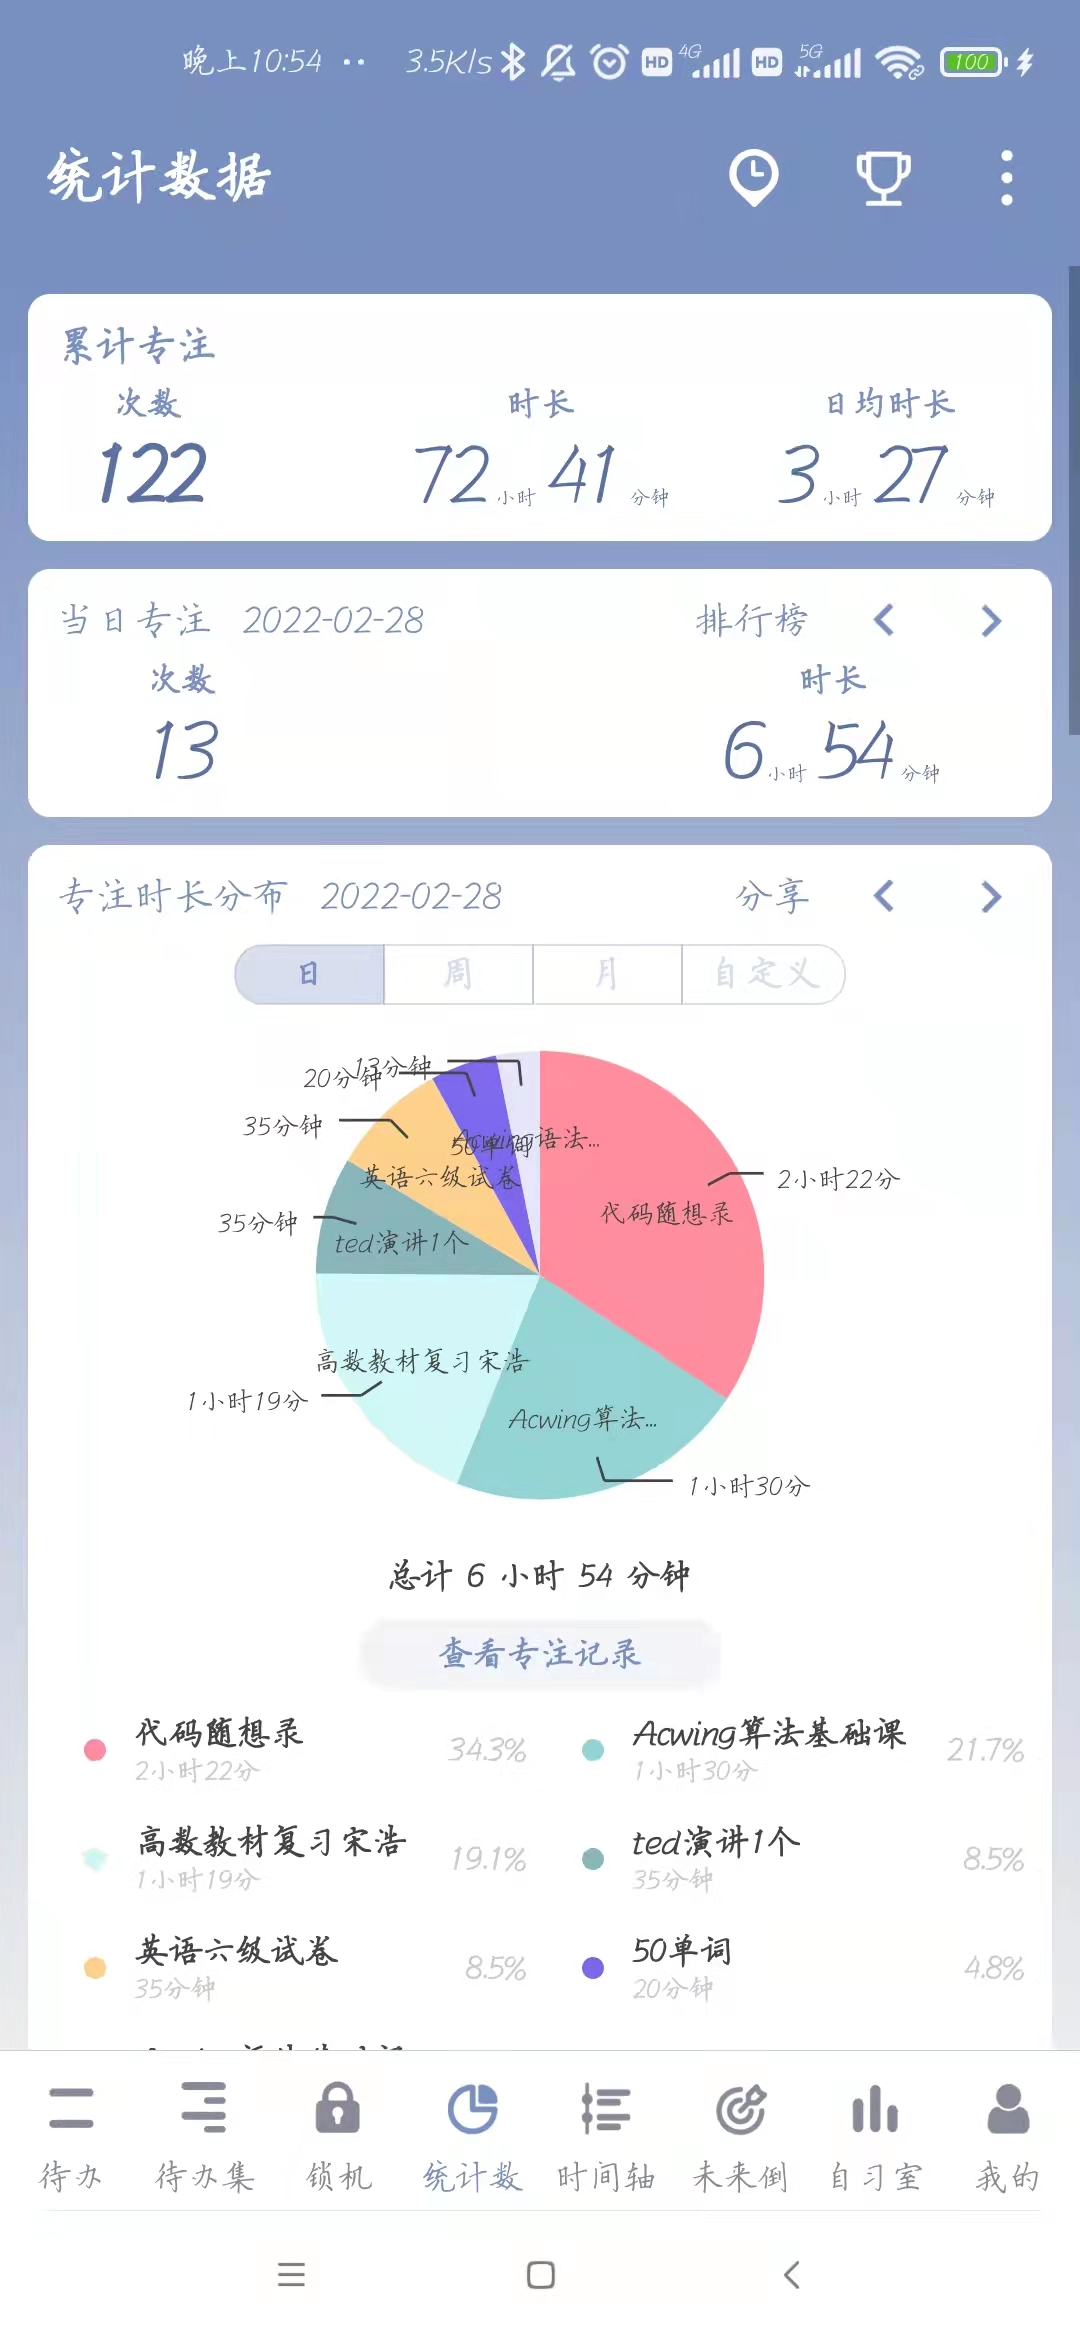 晚上10:54 ·· 3.5K/s HD 4G HD 5G 100
统计数据
累计专注
次数 时长 日均时长
122 72小时41分钟 3小时27分钟
当日专注 2022-02-28 排行榜
次数 时长
13 6小时54分钟
专注时长分布 2022-02-28 分享
日 周 月 自定义
13分钟
20分钟
35分钟
Acwing语法...
50单词
英语六级试卷
2小时22分
代码随想录
35分钟
ted演讲1个
高数教材复习宋浩
1小时19分
Acwing算法...
1小时30分
总计 6 小时 54 分钟
查看专注记录
代码随想录 34.3% Acwing算法基础课 21.7%
2小时22分 1小时30分
高数教材复习宋浩 19.1% ted演讲1个 8.5%
1小时19分 35分钟
英语六级试卷 8.5% 50单词 4.8%
35分钟 20分钟
待办 待办集 锁机 统计数 时间轴 未来倒 自习室 我的